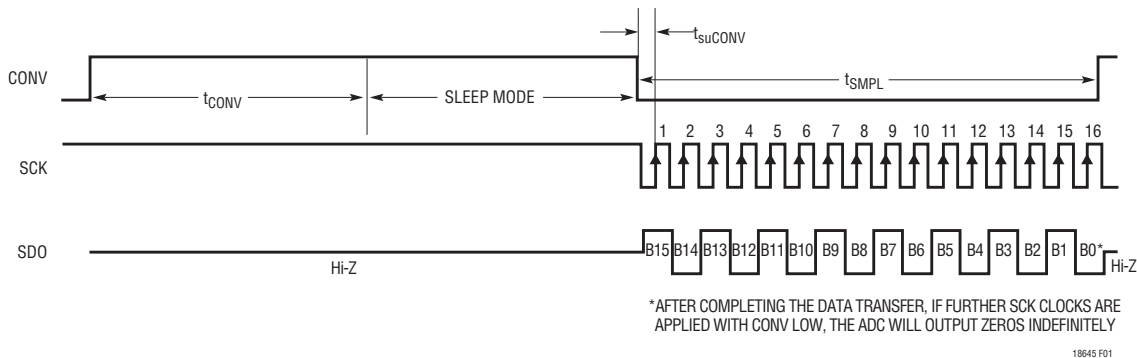 t_suCONV
CONV
t_CONV
SLEEP MODE
t_SMPL
1 2 3 4 5 6 7 8 9 10 11 12 13 14 15 16
SCK
SDO
B15 B14 B13 B12 B11 B10 B9 B8 B7 B6 B5 B4 B3 B2 B1 B0*
Hi-Z
Hi-Z
*AFTER COMPLETING THE DATA TRANSFER, IF FURTHER SCK CLOCKS ARE
APPLIED WITH CONV LOW, THE ADC WILL OUTPUT ZEROS INDEFINITELY
18645 F01